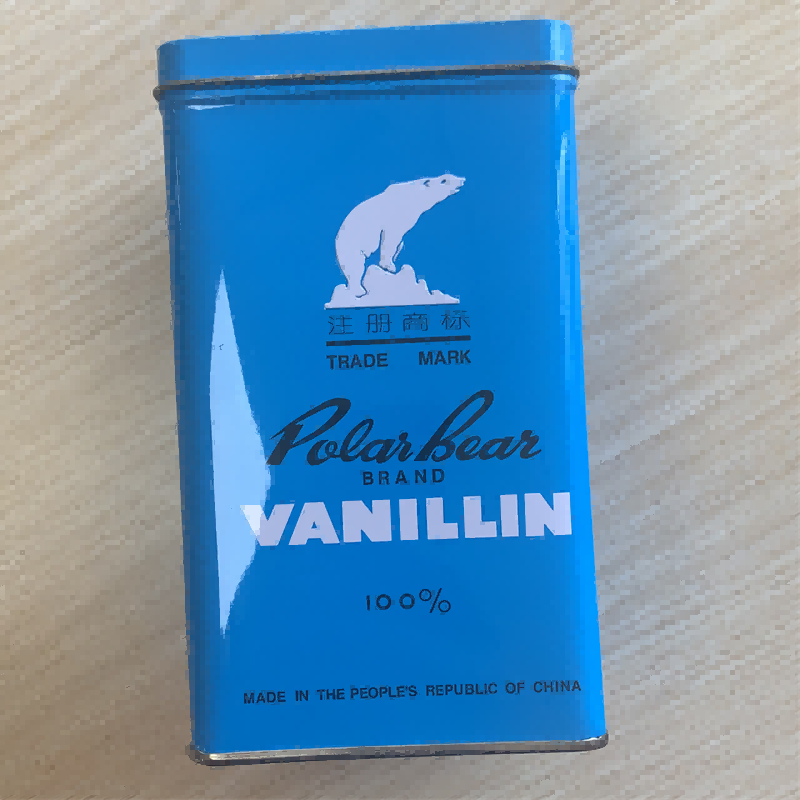 注册商标
TRADE MARK
Polar Bear
BRAND
VANILLIN
100%
MADE IN THE PEOPLE'S REPUBLIC OF CHINA